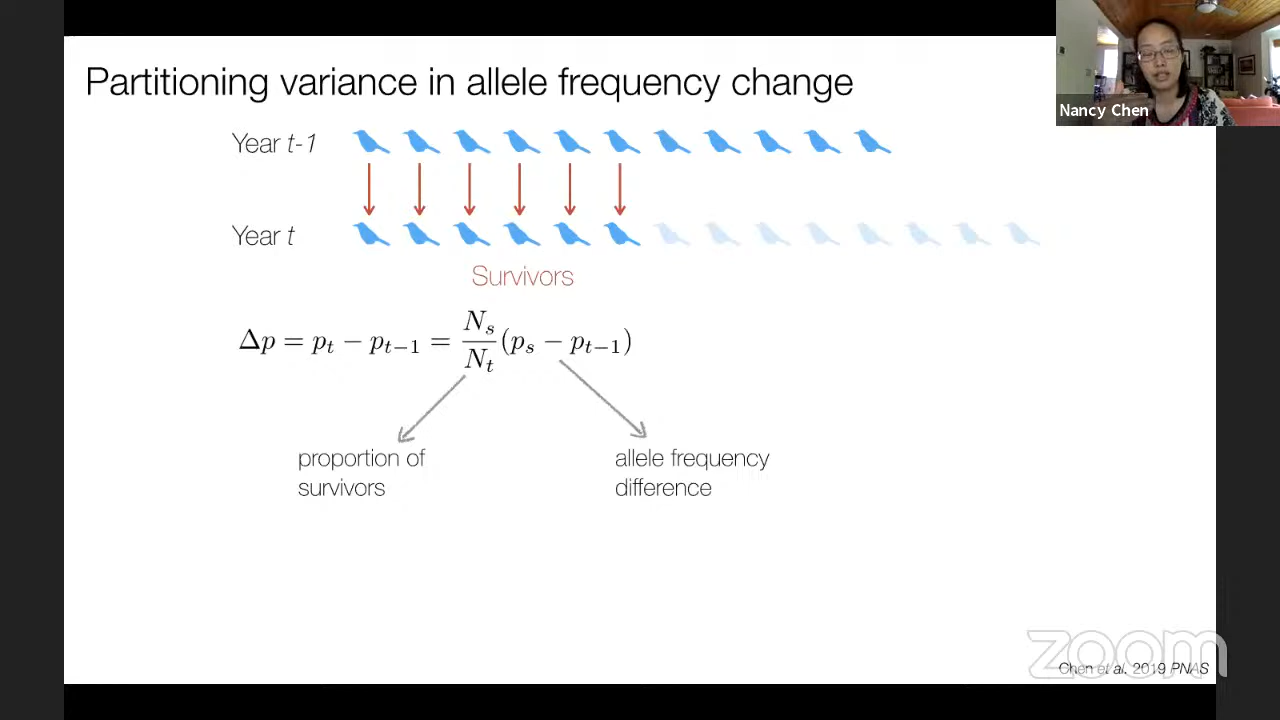 Partitioning variance in allele frequency change
Nancy Chen
Year t-1
Year t
Survivors
Δp = p_t − p_{t−1} = \frac{N_s}{N_t}(p_s − p_{t−1})
proportion of
survivors
allele frequency
difference
zoom
Chen et al. 2019 PNAS